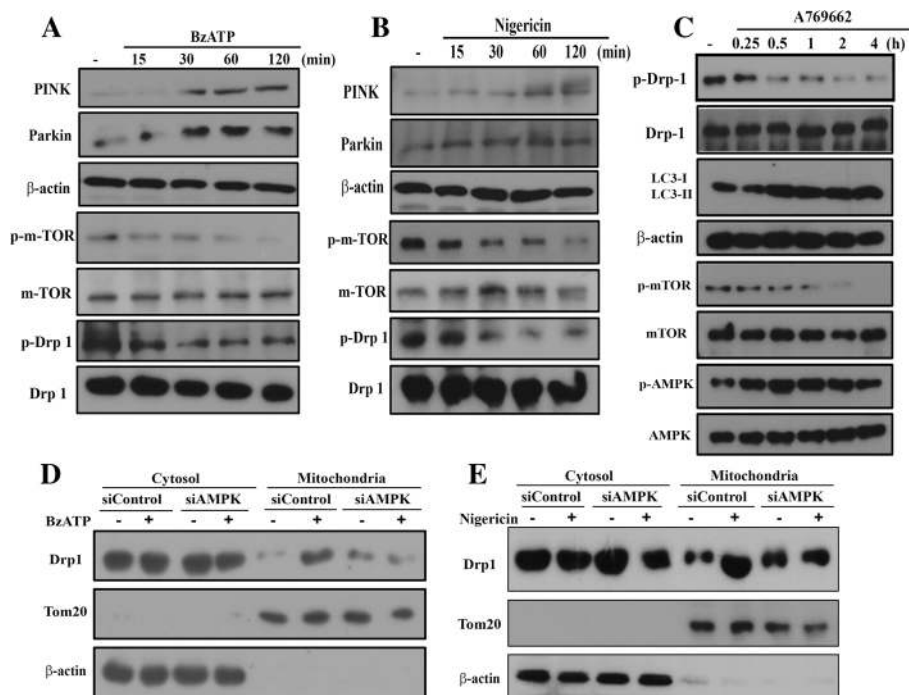 A
BzATP
- 15 30 60 120 (min)
PINK
Parkin
β-actin
p-m-TOR
m-TOR
p-Drp 1
Drp 1
B
Nigericin
- 15 30 60 120 (min)
PINK
Parkin
β-actin
p-m-TOR
m-TOR
p-Drp 1
Drp 1
C
A769662
- 0.25 0.5 1 2 4 (h)
p-Drp-1
Drp-1
LC3-I
LC3-II
β-actin
p-mTOR
mTOR
p-AMPK
AMPK
D
Cytosol Mitochondria
siControl siAMPK siControl siAMPK
BzATP - + - + - + - +
Drp1
Tom20
β-actin
E
Cytosol Mitochondria
siControl siAMPK siControl siAMPK
Nigericin - + - + - + - +
Drp1
Tom20
β-actin